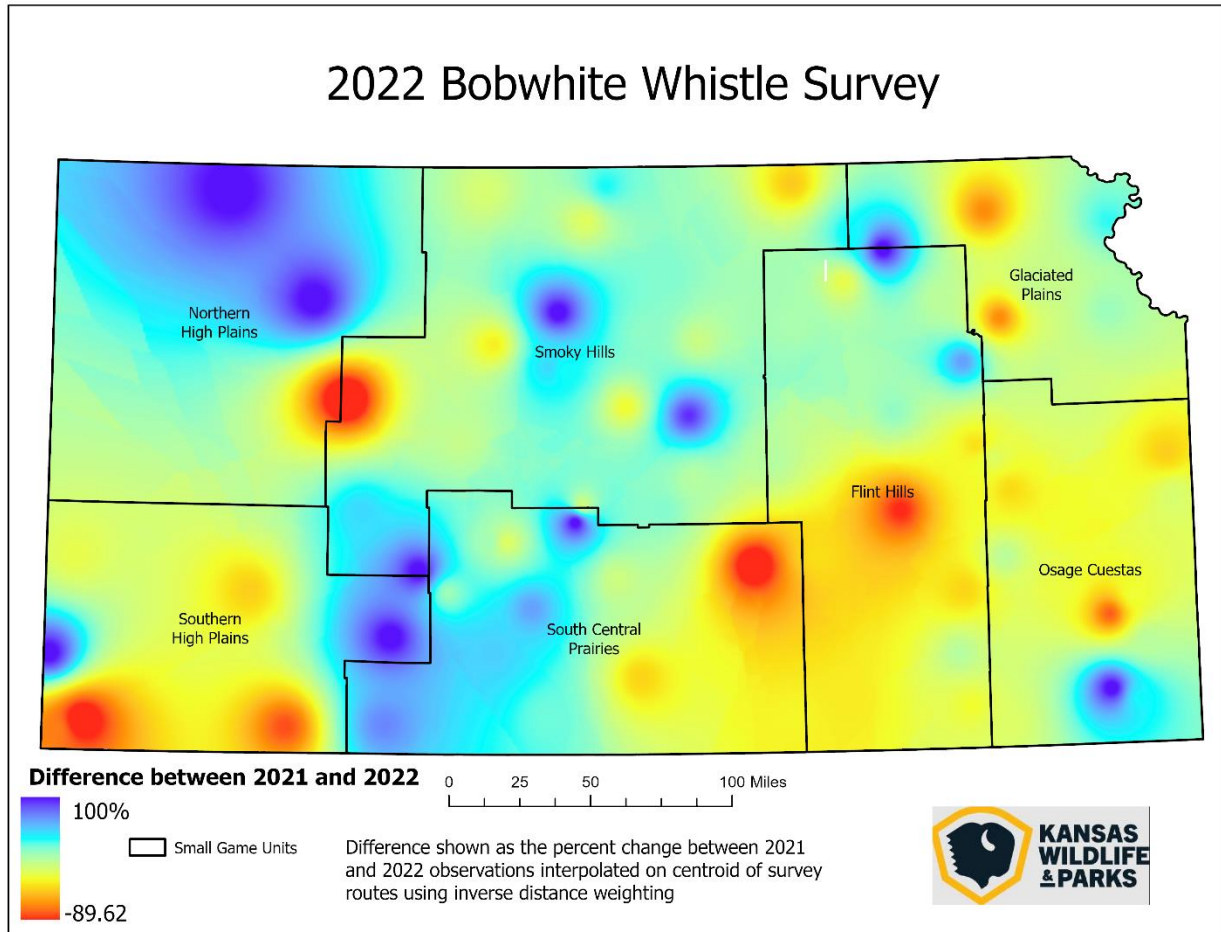 2022 Bobwhite Whistle Survey
Northern
High Plains
Smoky Hills
Glaciated
Plains
Flint Hills
Osage Cuestas
Southern
High Plains
South Central
Prairies
Difference between 2021 and 2022
100%
-89.62
Small Game Units
0 25 50 100 Miles
Difference shown as the percent change between 2021
and 2022 observations interpolated on centroid of survey
routes using inverse distance weighting
KANSAS
WILDLIFE
& PARKS